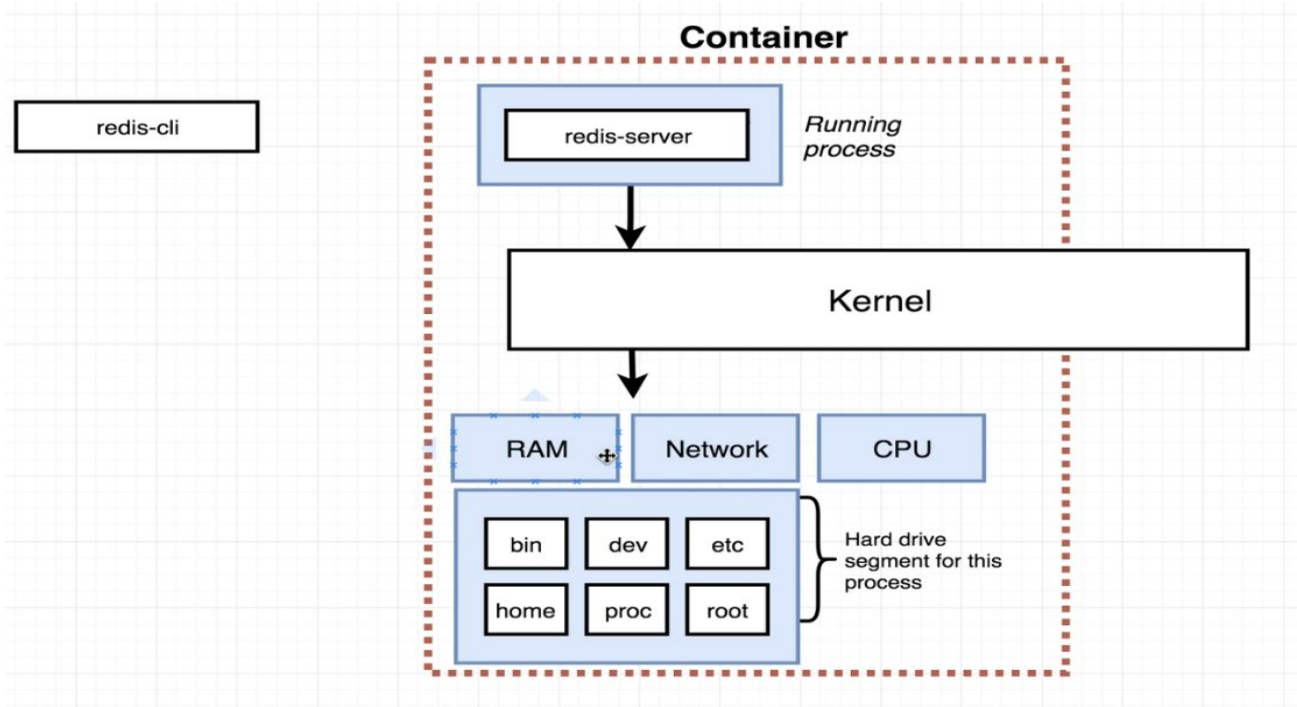 Container
redis-cli
redis-server
Running
process
Kernel
RAM
Network
CPU
bin
dev
etc
home
proc
root
Hard drive
segment for this
process